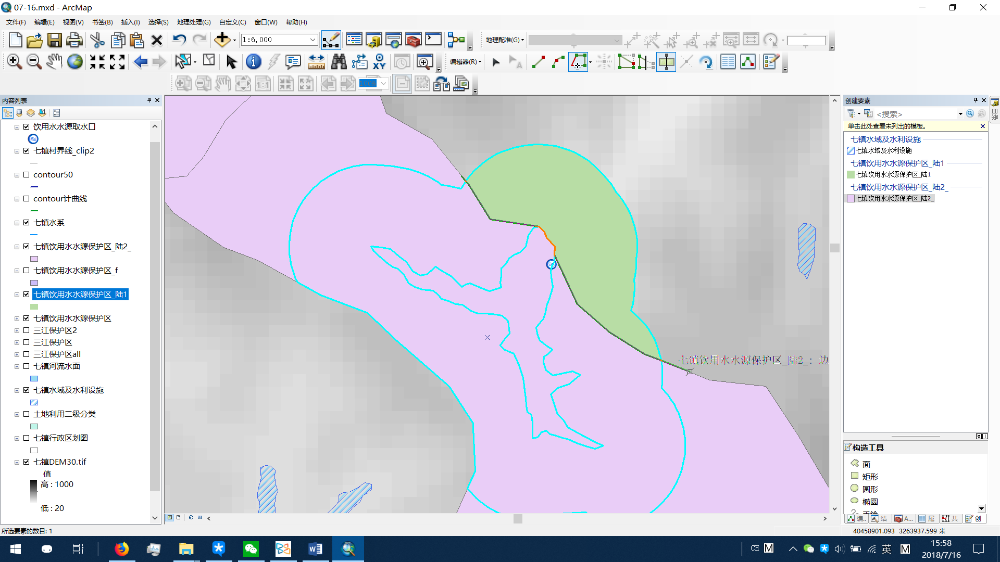 07-16.mxd - ArcMap
文件(F) 编辑(E) 视图(V) 书签(B) 插入(I) 选择(S) 地理处理(G) 自定义(C) 窗口(W) 帮助(H)
1:6,000
地理配准(G)
编辑器(R)
100%
内容列表
饮用水水源取水口
七镇村界线_clip2
contour50
contour计曲线
七镇水系
七镇饮用水水源保护区_陆2_
七镇饮用水水源保护区_f
七镇饮用水水源保护区_陆1
七镇饮用水水源保护区
三江保护区2
三江保护区
三江保护区all
七镇河流水面
七镇水域及水利设施
土地利用二级分类
七镇行政区划图
七镇DEM30.tif
值
高 : 1000
低 : 20
七镇饮用水水源保护区_陆2_: 边
创建要素
<搜索>
单击此处查看未列出的模板。
七镇水域及水利设施
七镇水域及水利设施
七镇饮用水水源保护区_陆1
七镇饮用水水源保护区_陆1
七镇饮用水水源保护区_陆2_
七镇饮用水水源保护区_陆2_
构造工具
面
矩形
圆形
椭圆
编.. 结 A... 属 共 创
所选要素的数目: 1
40458901.093 3263937.599 米
CH M 英 M
15:58
2018/7/16